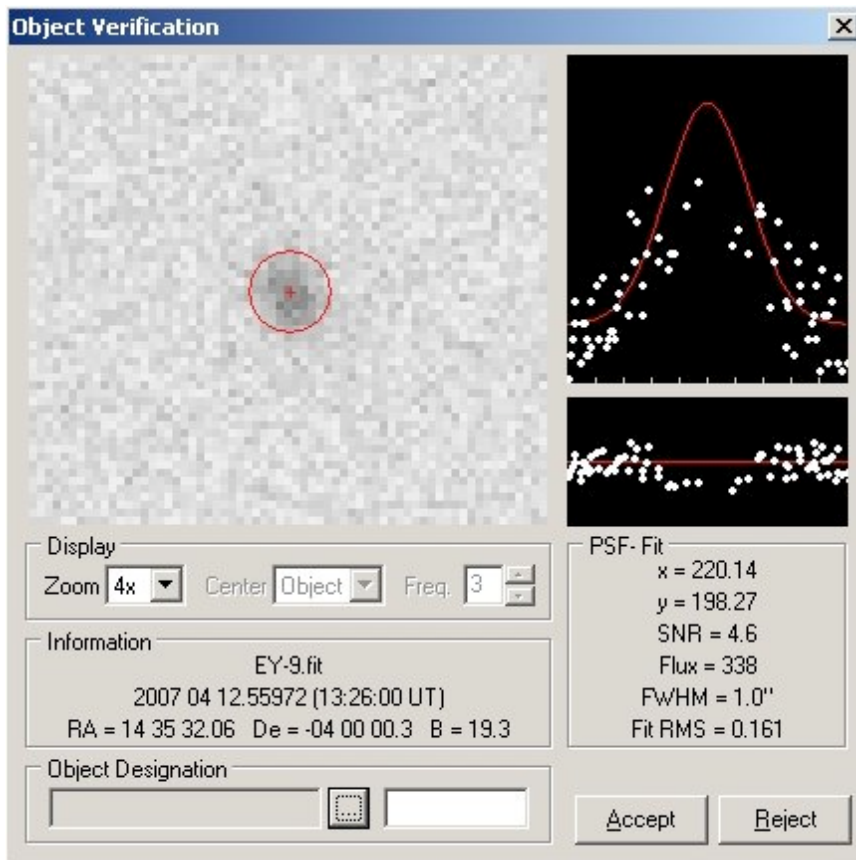 Object Verification
Display
Zoom 4x Center Object Freq. 3
Information
EY-9.fit
2007 04 12.55972 (13:26:00 UT)
RA = 14 35 32.06 De = -04 00 00.3 B = 19.3
Object Designation
...
PSF- Fit
x = 220.14
y = 198.27
SNR = 4.6
Flux = 338
FWHM = 1.0"
Fit RMS = 0.161
Accept
Reject